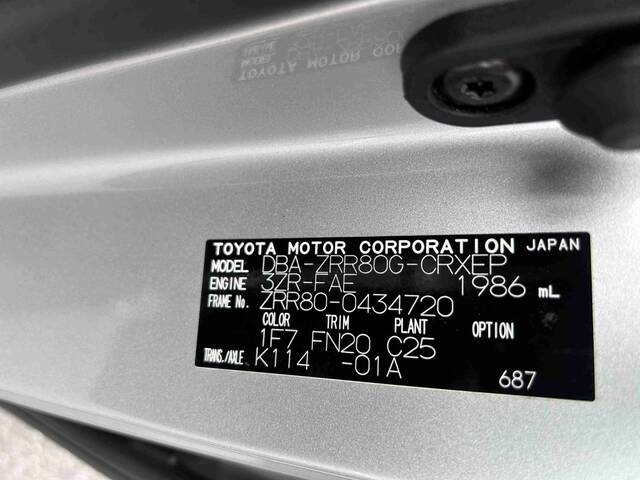 TOYOTA MOTOR CORPORATION JAPAN
MODEL DBA-ZRR80G-CRXEP
ENGINE 3ZR-FAE 1986 mL
FRAME No. ZRR80-0434720
COLOR TRIM PLANT OPTION
1F7 FN20 C25
TRANS./AXLE K114 -01A
687